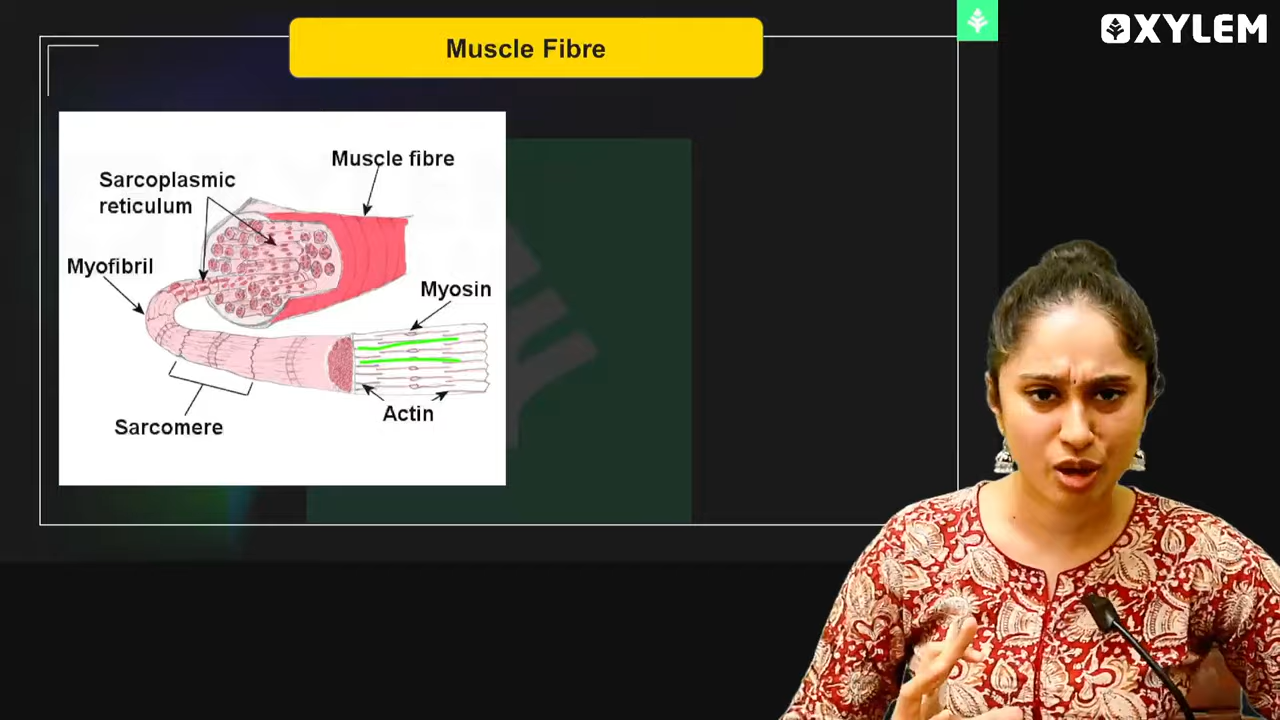 Muscle Fibre
XYLEM
Muscle fibre
Sarcoplasmic
reticulum
Myofibril
Myosin
Actin
Sarcomere